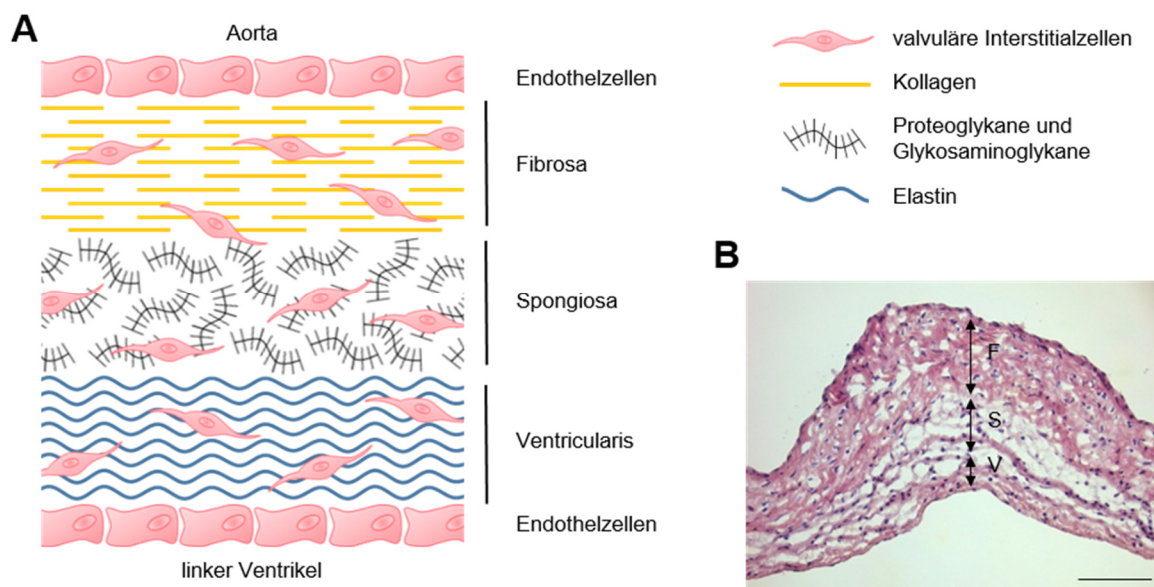 A
Aorta
Endothelzellen
Fibrosa
Spongiosa
Ventricularis
Endothelzellen
linker Ventrikel
valvuläre Interstitialzellen
Kollagen
Proteoglykane und
Glykosaminoglykane
Elastin
B
F
S
V